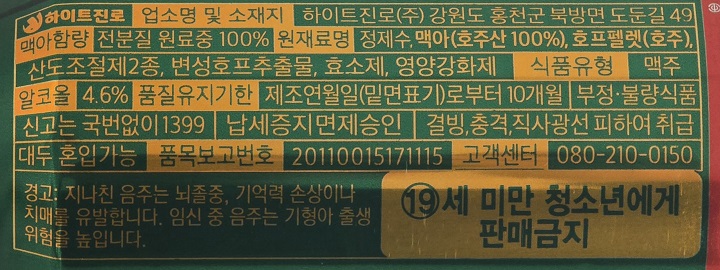 하이트진로 업소명 및 소재지 하이트진로(주) 강원도 홍천군 북방면 도둔길 49
맥아함량 전분질 원료중 100% 원재료명 정제수, 맥아(호주산 100%), 호프펠렛(호주),
산도조절제2종, 변성호프추출물, 효소제, 영양강화제 식품유형 맥주
알코올 4.6% 품질유지기한 제조연월일(밑면표기)로부터 10개월 부정·불량식품
신고는 국번없이 1399 납세증지면제승인 결빙,충격,직사광선 피하여 취급
대두 혼입가능 품목보고번호 20110015171115 고객센터 080-210-0150
경고: 지나친 음주는 뇌졸중, 기억력 손상이나
치매를 유발합니다. 임신 중 음주는 기형아 출생
위험을 높입니다.
19세 미만 청소년에게
판매금지